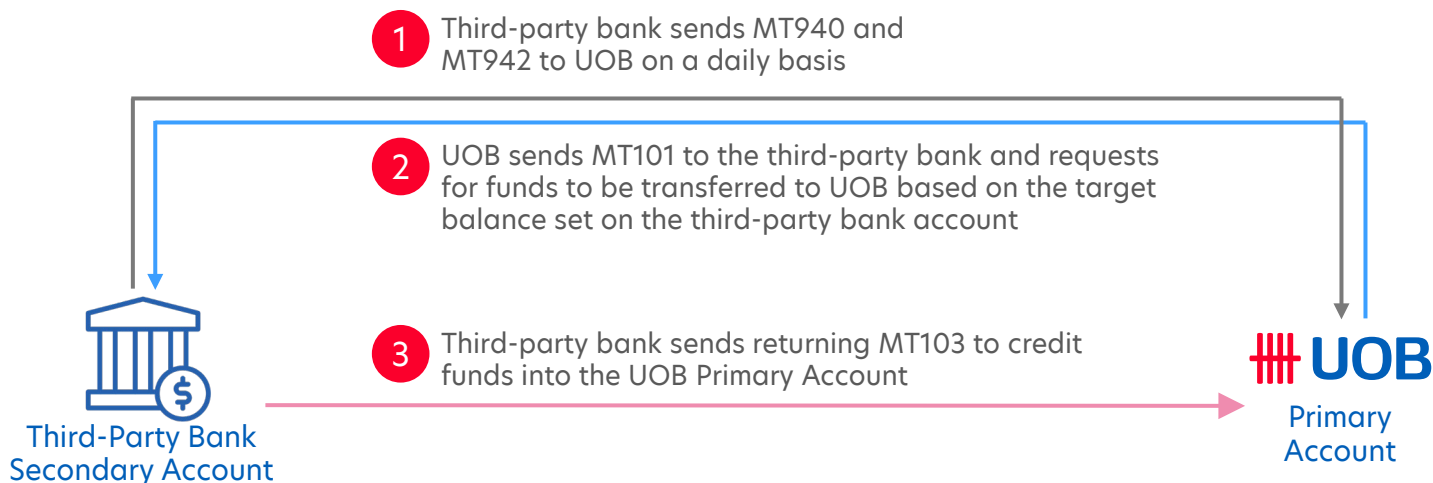 1
Third-party bank sends MT940 and
MT942 to UOB on a daily basis
2
UOB sends MT101 to the third-party bank and requests
for funds to be transferred to UOB based on the target
balance set on the third-party bank account
3
Third-party bank sends returning MT103 to credit
funds into the UOB Primary Account
$
Third-Party Bank
Secondary Account
UOB
Primary
Account